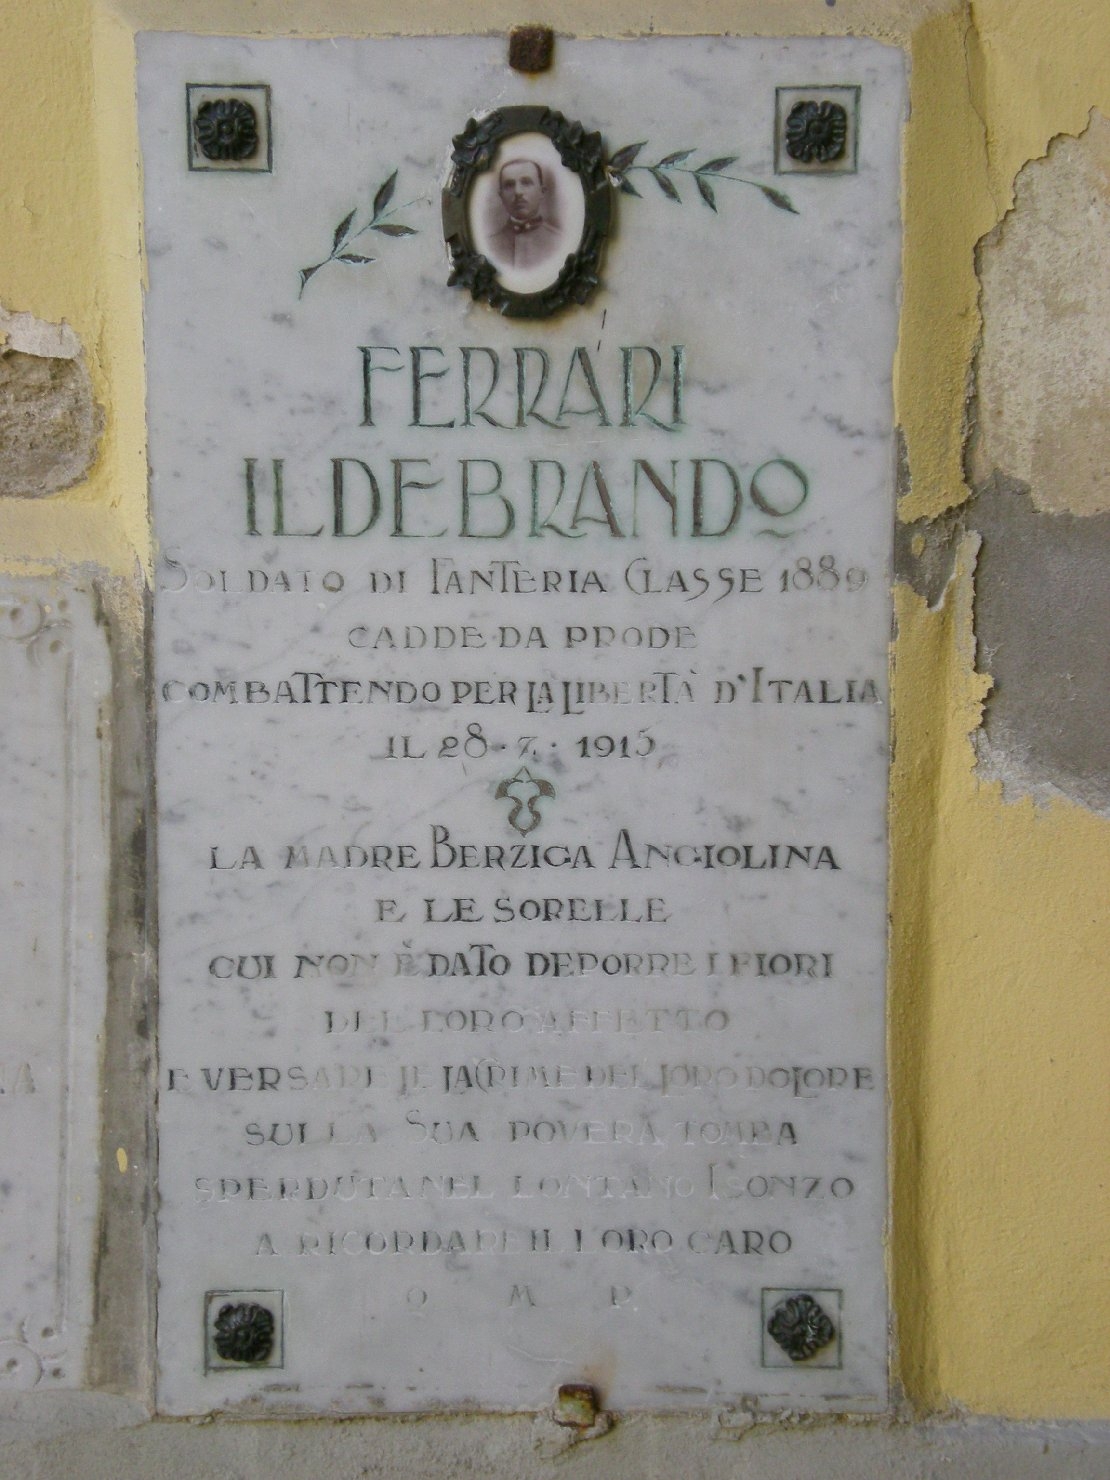 FERRARI
ILDEBRANDO
SOLDATO DI FANTERIA CLASSE 1889
CADDE DA PRODE
COMBATTENDO PER LA LIBERTÀ D'ITALIA
IL 28·7·1915
LA MADRE BERZIGA ANGIOLINA
E LE SORELLE
CUI NON È DATO DEPORRE I FIORI
DEL LORO AFFETTO
E VERSARE LE LACRIME DEL LORO DOLORE
SULLA SUA POVERA TOMBA
SPERDUTA NEL LONTANO ISONZO
A RICORDARE IL LORO CARO
Q M P